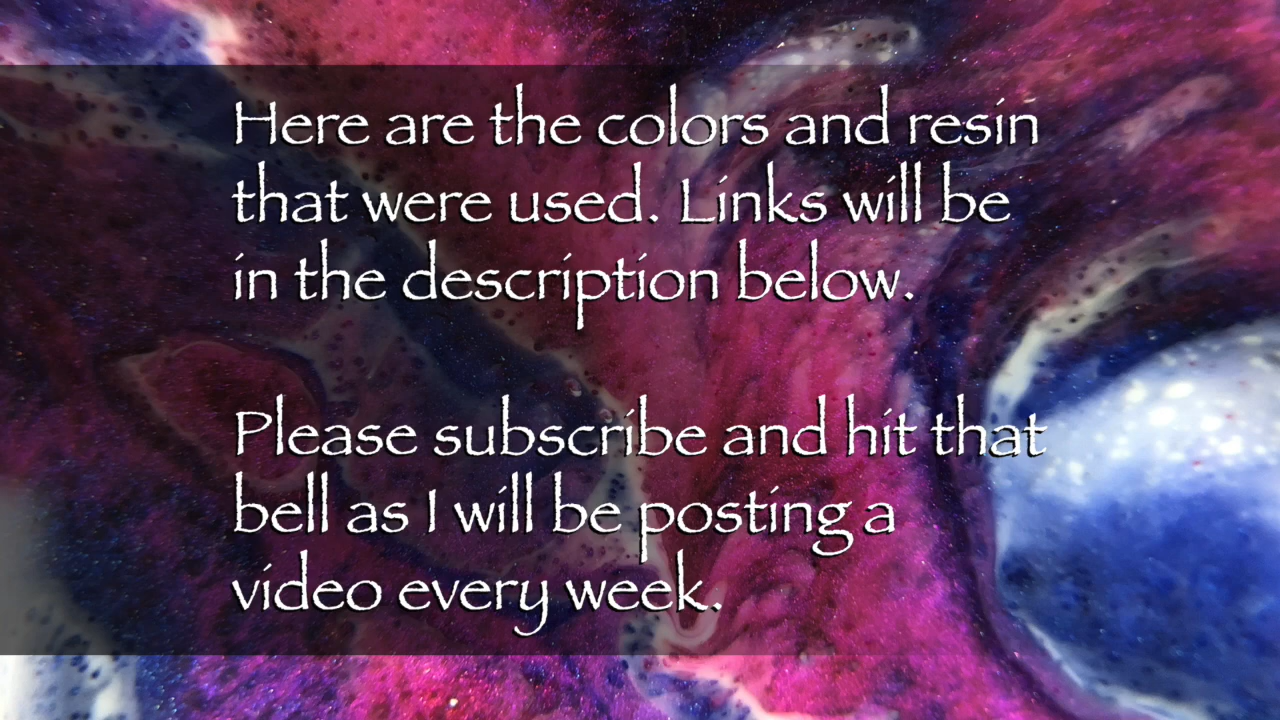 Here are the colors and resin
that were used. Links will be
in the description below.
Please subscribe and hit that
bell as I will be posting a
video every week.